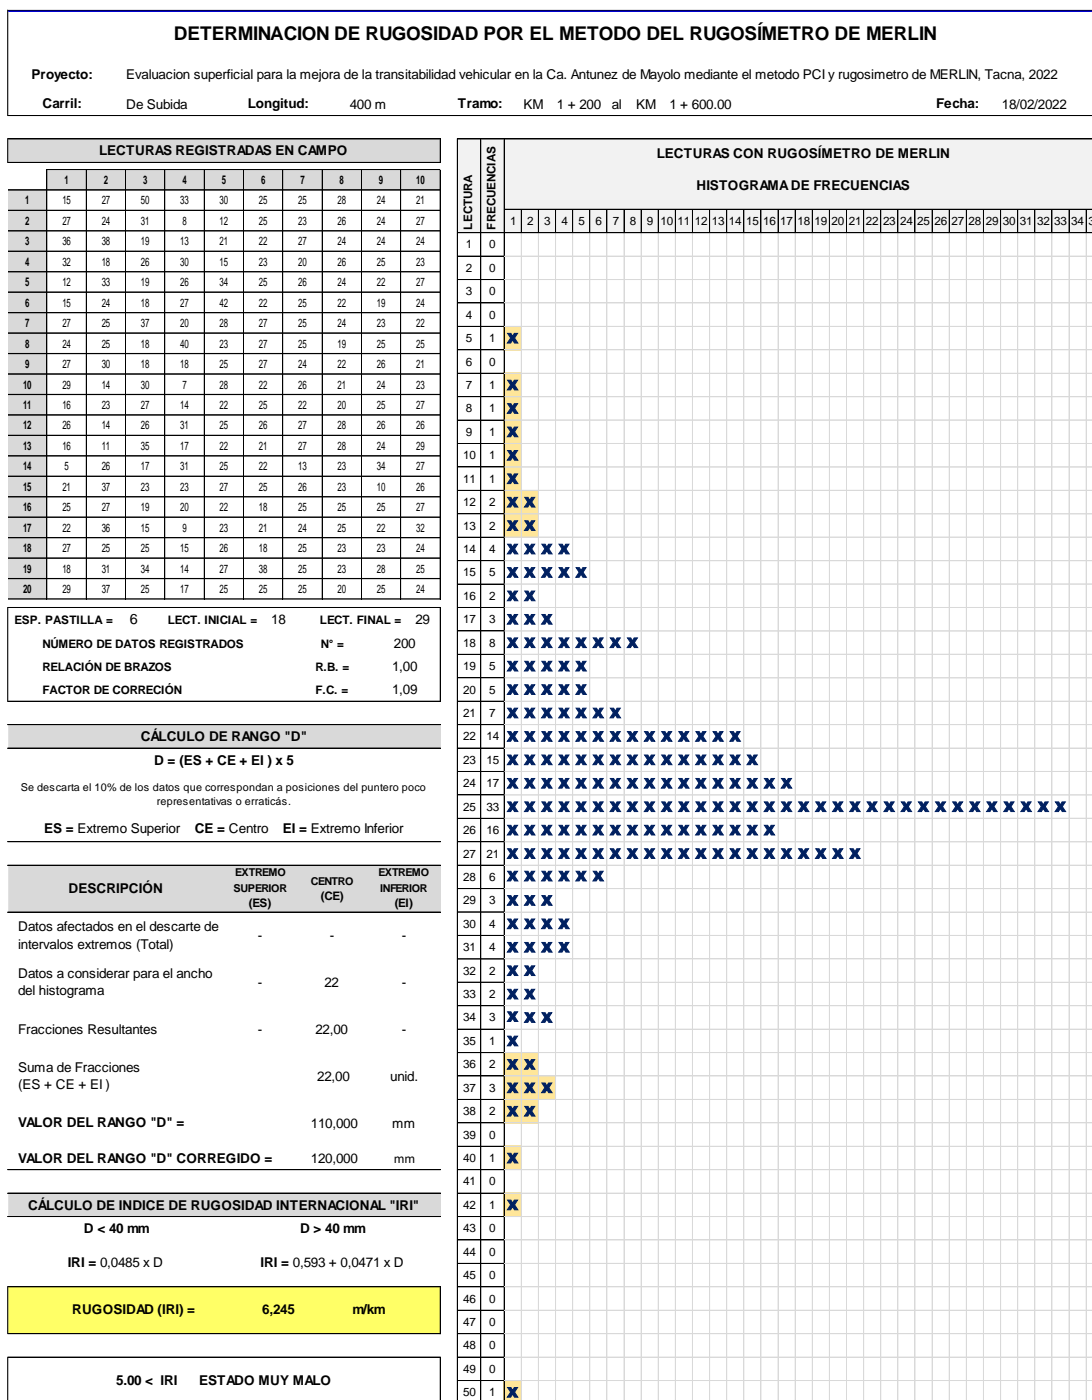 DETERMINACION DE RUGOSIDAD POR EL METODO DEL RUGOSÍMETRO DE MERLIN
Proyecto: Evaluacion superficial para la mejora de la transitabilidad vehicular en la Ca. Antunez de Mayolo mediante el metodo PCI y rugosimetro de MERLIN, Tacna, 2022
Carril: De Subida Longitud: 400 m Tramo: KM 1 + 200 al KM 1 + 600.00 Fecha: 18/02/2022
LECTURAS REGISTRADAS EN CAMPO
1 2 3 4 5 6 7 8 9 10
1 15 27 50 33 30 25 25 28 24 21
2 27 24 31 8 12 25 23 26 24 27
3 36 38 19 13 21 22 27 24 24 24
4 32 18 26 30 15 23 20 26 25 23
5 12 33 19 26 34 25 26 24 22 27
6 15 24 18 27 42 22 25 22 19 24
7 27 25 37 20 28 27 25 24 23 22
8 24 25 18 40 23 27 25 19 25 25
9 27 30 18 18 25 27 24 22 26 21
10 29 14 30 7 28 22 26 21 24 23
11 16 23 27 14 22 25 22 20 25 27
12 26 14 26 31 25 26 27 28 26 26
13 16 11 35 17 22 21 27 28 24 29
14 5 26 17 31 25 22 13 23 34 27
15 21 37 23 23 27 25 26 23 10 26
16 25 27 19 20 22 18 25 25 25 27
17 22 36 15 9 23 21 24 25 22 32
18 27 25 25 15 26 18 25 23 23 24
19 18 31 34 14 27 38 25 23 28 25
20 29 37 25 17 25 25 25 20 25 24
ESP. PASTILLA = 6 LECT. INICIAL = 18 LECT. FINAL = 29
NÚMERO DE DATOS REGISTRADOS N° = 200
RELACIÓN DE BRAZOS R.B. = 1,00
FACTOR DE CORRECIÓN F.C. = 1,09
CÁLCULO DE RANGO "D"
D = (ES + CE + EI ) x 5
Se descarta el 10% de los datos que correspondan a posiciones del puntero poco
representativas o erraticás.
ES = Extremo Superior CE = Centro EI = Extremo Inferior
DESCRIPCIÓN EXTREMO SUPERIOR (ES) CENTRO (CE) EXTREMO INFERIOR (EI)
Datos afectados en el descarte de
intervalos extremos (Total) - - -
Datos a considerar para el ancho
del histograma - 22 -
Fracciones Resultantes - 22,00 -
Suma de Fracciones
(ES + CE + EI ) 22,00 unid.
VALOR DEL RANGO "D" = 110,000 mm
VALOR DEL RANGO "D" CORREGIDO = 120,000 mm
CÁLCULO DE INDICE DE RUGOSIDAD INTERNACIONAL "IRI"
D < 40 mm D > 40 mm
IRI = 0,0485 x D IRI = 0,593 + 0,0471 x D
RUGOSIDAD (IRI) = 6,245 m/km
5.00 < IRI ESTADO MUY MALO
LECTURA FRECUENCIAS
LECTURAS CON RUGOSÍMETRO DE MERLIN
HISTOGRAMA DE FRECUENCIAS
1 2 3 4 5 6 7 8 9 10 11 12 13 14 15 16 17 18 19 20 21 22 23 24 25 26 27 28 29 30 31 32 33 34
1 0
2 0
3 0
4 0
5 1 X
6 0
7 1 X
8 1 X
9 1 X
10 1 X
11 1 X
12 2 X X
13 2 X X
14 4 X X X X
15 5 X X X X X
16 2 X X
17 3 X X X
18 8 X X X X X X X X
19 5 X X X X X
20 5 X X X X X
21 7 X X X X X X X
22 14 X X X X X X X X X X X X X X
23 15 X X X X X X X X X X X X X X X
24 17 X X X X X X X X X X X X X X X X X
25 33 X X X X X X X X X X X X X X X X X X X X X X X X X X X X X X X X X
26 16 X X X X X X X X X X X X X X X X
27 21 X X X X X X X X X X X X X X X X X X X X X
28 6 X X X X X X
29 3 X X X
30 4 X X X X
31 4 X X X X
32 2 X X
33 2 X X
34 3 X X X
35 1 X
36 2 X X
37 3 X X X
38 2 X X
39 0
40 1 X
41 0
42 1 X
43 0
44 0
45 0
46 0
47 0
48 0
49 0
50 1 X